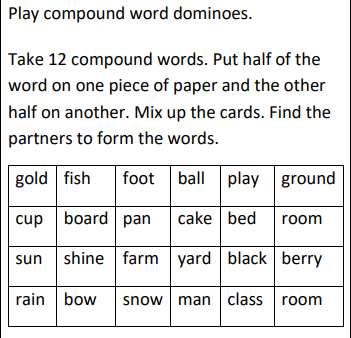 Play compound word dominoes.
Take 12 compound words. Put half of the
word on one piece of paper and the other
half on another. Mix up the cards. Find the
partners to form the words.
gold fish foot ball play ground
cup board pan cake bed room
sun shine farm yard black berry
rain bow snow man class room